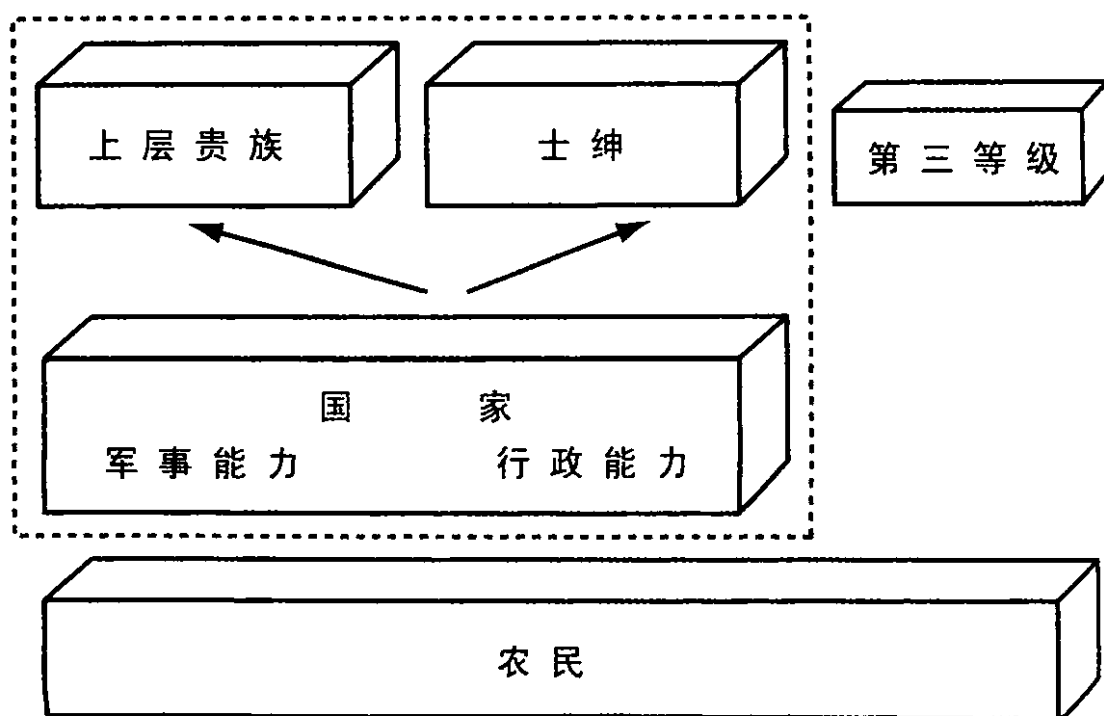 上层贵族
士绅
第三等级
国家
军事能力 行政能力
农民